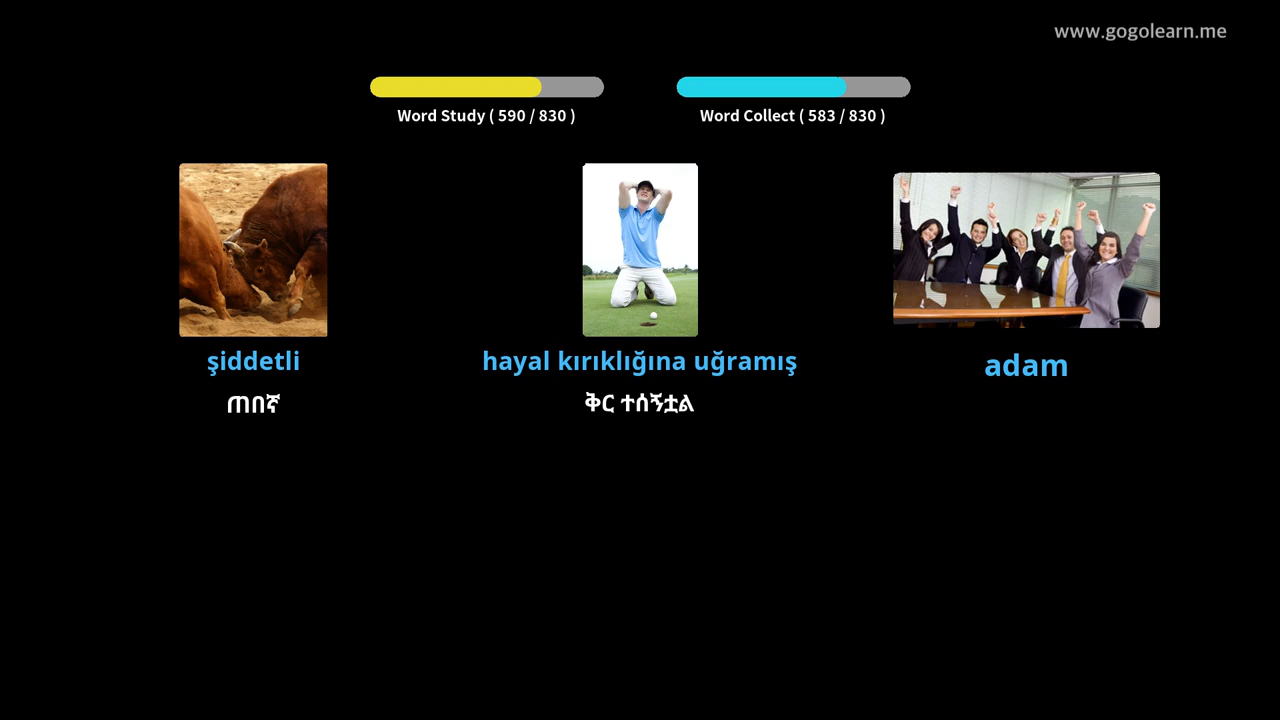 www.gogolearn.me
Word Study ( 590 / 830 )
Word Collect ( 583 / 830 )
şiddetli
ጠበኛ
hayal kırıklığına uğramış
ቅር ተሰኝቷል
adam